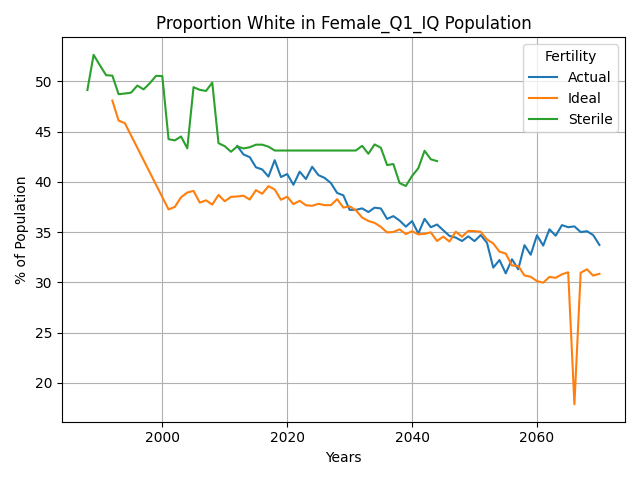 Proportion White in Female_Q1_IQ Population
Fertility
Actual
Ideal
Sterile
% of Population
50
45
40
35
30
25
20
2000
2020
2040
2060
Years